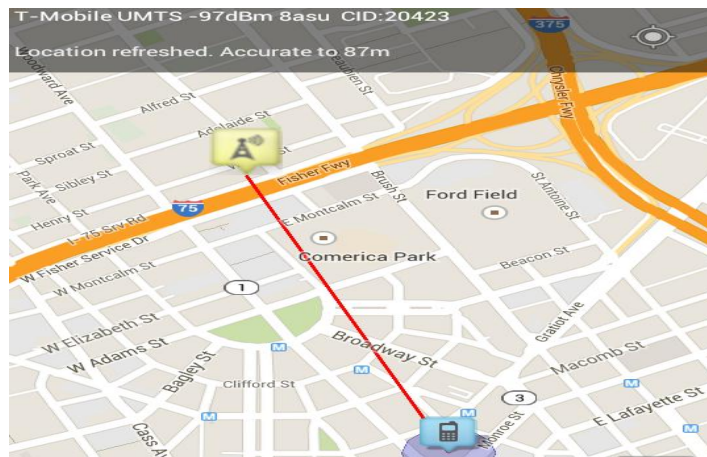 T-Mobile UMTS -97dBm 8asu CID:20423
375
Location refreshed. Accurate to 87m
Woodward Ave
Beaubien St
Chrysler Fwy
Alfred St
Adelaide St
Sproat St
Park Ave
Sibley St
Fisher Fwy
Brush St
St Antoine St
Ford Field
Henry St
75
I-75 Srv Rd
E Montcalm St
W Fisher Service Dr
Comerica Park
Beacon St
W Montcalm St
1
Gratiot Ave
W Elizabeth St
Broadway St
W Adams St
M
Bagley St
Macomb St
M
Clifford St
M
3
E Lafayette St
M
M
M
Monroe St
Cass Ave